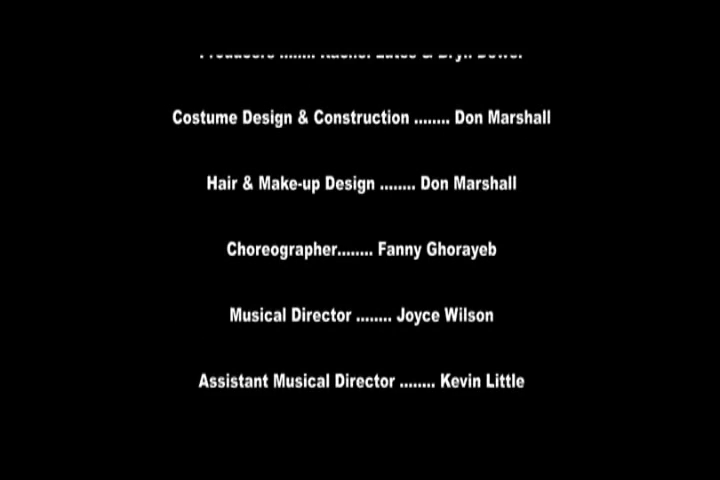 Producers ........
Costume Design & Construction ........ Don Marshall
Hair & Make-up Design ........ Don Marshall
Choreographer........ Fanny Ghorayeb
Musical Director ........ Joyce Wilson
Assistant Musical Director ........ Kevin Little